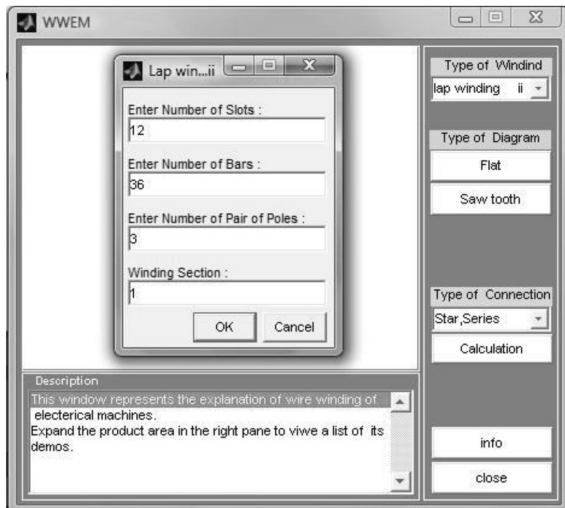 WWEM
Lap win...ii
Enter Number of Slots :
12
Enter Number of Bars :
36
Enter Number of Pair of Poles :
3
Winding Section :
1
OK
Cancel
Type of Windind
lap winding ii
Type of Diagram
Flat
Saw tooth
Type of Connection
Star,Series
Calculation
info
close
Description
This window represents the explanation of wire winding of
electerical machines.
Expand the product area in the right pane to viwe a list of its
demos.